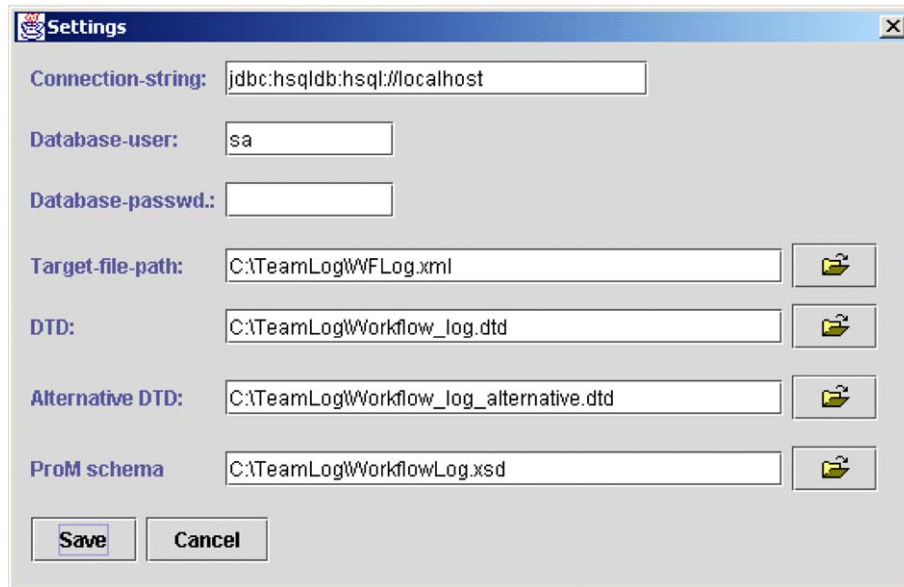 Settings
Connection-string: jdbc:hsqldb:hsql://localhost
Database-user: sa
Database-passwd.:
Target-file-path: C:\TeamLog\WFLog.xml
DTD: C:\TeamLog\Workflow_log.dtd
Alternative DTD: C:\TeamLog\Workflow_log_alternative.dtd
ProM schema C:\TeamLog\WorkflowLog.xsd
Save Cancel